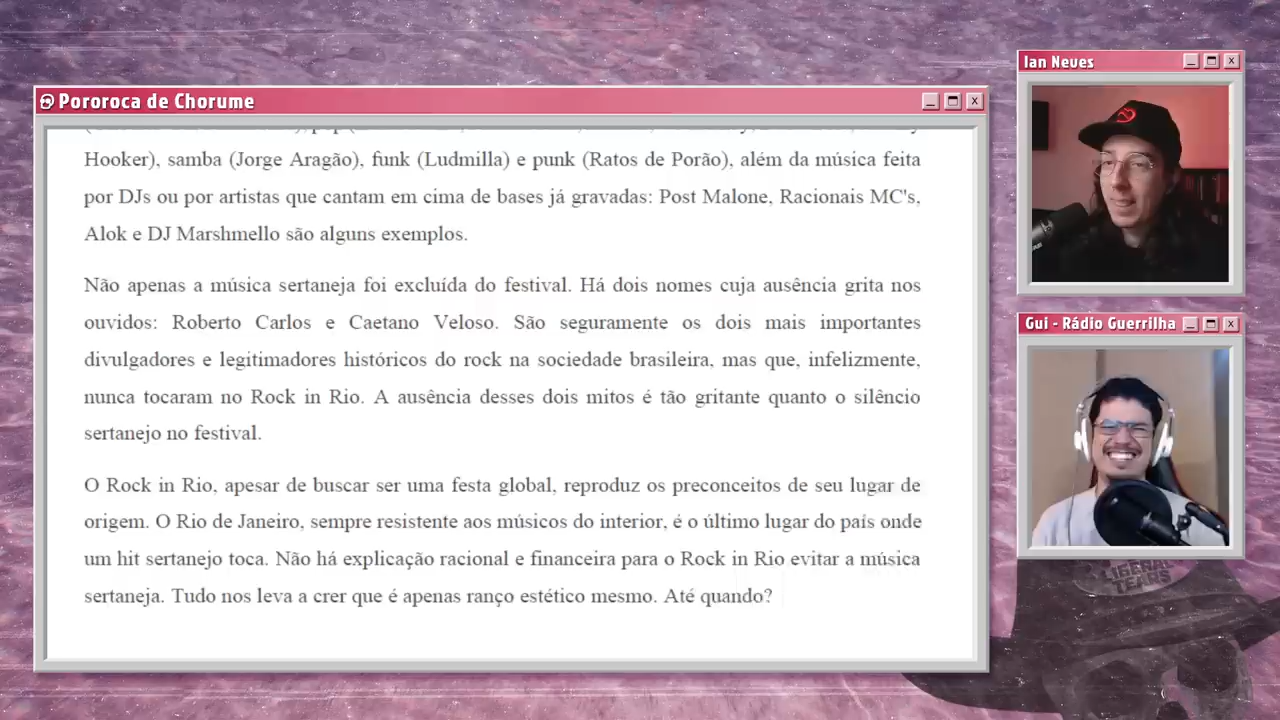 Pororoca de Chorume
Hooker), samba (Jorge Aragão), funk (Ludmilla) e punk (Ratos de Porão), além da música feita
por DJs ou por artistas que cantam em cima de bases já gravadas: Post Malone, Racionais MC's,
Alok e DJ Marshmello são alguns exemplos.
Não apenas a música sertaneja foi excluída do festival. Há dois nomes cuja ausência grita nos
ouvidos: Roberto Carlos e Caetano Veloso. São seguramente os dois mais importantes
divulgadores e legitimadores históricos do rock na sociedade brasileira, mas que, infelizmente,
nunca tocaram no Rock in Rio. A ausência desses dois mitos é tão gritante quanto o silêncio
sertanejo no festival.
O Rock in Rio, apesar de buscar ser uma festa global, reproduz os preconceitos de seu lugar de
origem. O Rio de Janeiro, sempre resistente aos músicos do interior, é o último lugar do país onde
um hit sertanejo toca. Não há explicação racional e financeira para o Rock in Rio evitar a música
sertaneja. Tudo nos leva a crer que é apenas ranço estético mesmo. Até quando?
Ian Neves
Gui - Rádio Guerrilha
LIBERAL
TEARS